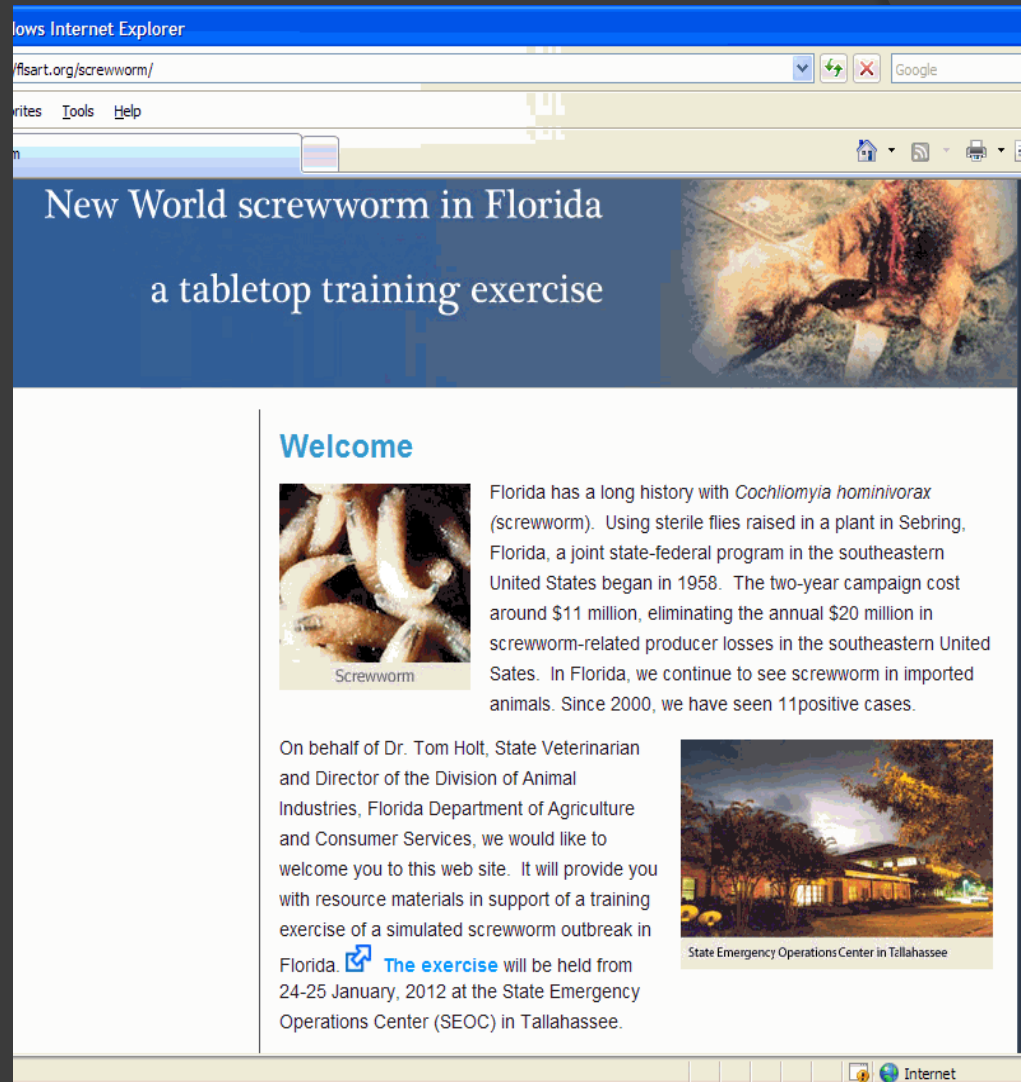 lows Internet Explorer
/flsart.org/screwworm/
Google
rites Tools Help
m
New World screwworm in Florida
a tabletop training exercise
Welcome
Florida has a long history with Cochliomyia hominivorax
(screwworm). Using sterile flies raised in a plant in Sebring,
Florida, a joint state-federal program in the southeastern
United States began in 1958. The two-year campaign cost
around $11 million, eliminating the annual $20 million in
screwworm-related producer losses in the southeastern United
Sates. In Florida, we continue to see screwworm in imported
animals. Since 2000, we have seen 11positive cases.
Screwworm
On behalf of Dr. Tom Holt, State Veterinarian
and Director of the Division of Animal
Industries, Florida Department of Agriculture
and Consumer Services, we would like to
welcome you to this web site. It will provide you
with resource materials in support of a training
exercise of a simulated screwworm outbreak in
Florida. The exercise will be held from
24-25 January, 2012 at the State Emergency
Operations Center (SEOC) in Tallahassee.
State Emergency Operations Center in Tallahassee
Internet